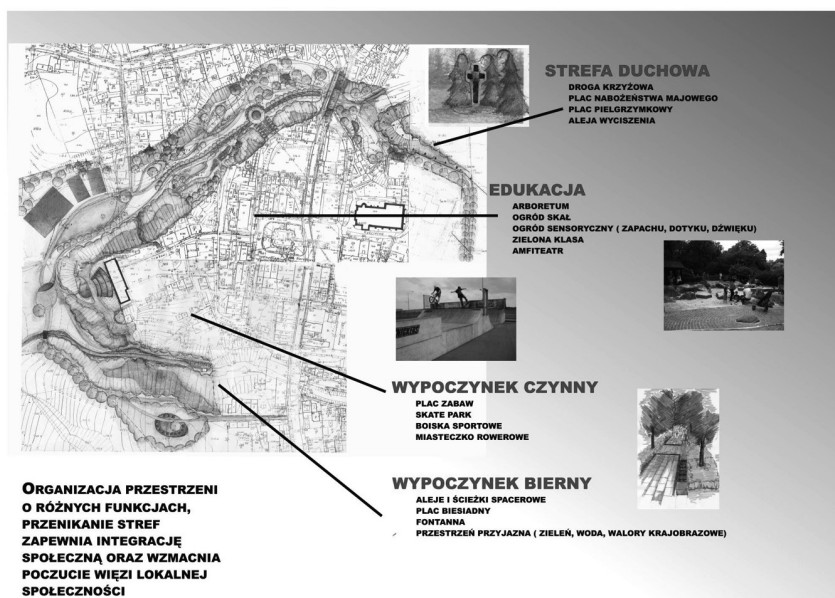 STREFA DUCHOWA
DROGA KRZYŻOWA
PLAC NABOŻEŃSTWA MAJOWEGO
PLAC PIELGRZYMKOWY
ALEJA WYCISZENIA
EDUKACJA
ARBORETUM
OGRÓD SKAŁ
OGRÓD SENSORYCZNY ( ZAPACHU, DOTYKU, DŹWIĘKU)
ZIELONA KLASA
AMFITEATR
WYPOCZYNEK CZYNNY
PLAC ZABAW
SKATE PARK
BOISKA SPORTOWE
MIASTECZKO ROWEROWE
WYPOCZYNEK BIERNY
ALEJE I ŚCIEŻKI SPACEROWE
PLAC BIESIADNY
FONTANNA
PRZESTRZEŃ PRZYJAZNA ( ZIELEŃ, WODA, WALORY KRAJOBRAZOWE)
ORGANIZACJA PRZESTRZENI
O RÓŻNYCH FUNKCJACH,
PRZENIKANIE STREF
ZAPEWNIA INTEGRACJĘ
SPOŁECZNĄ ORAZ WZMACNIA
POCZUCIE WIĘZI LOKALNEJ
SPOŁECZNOŚCI